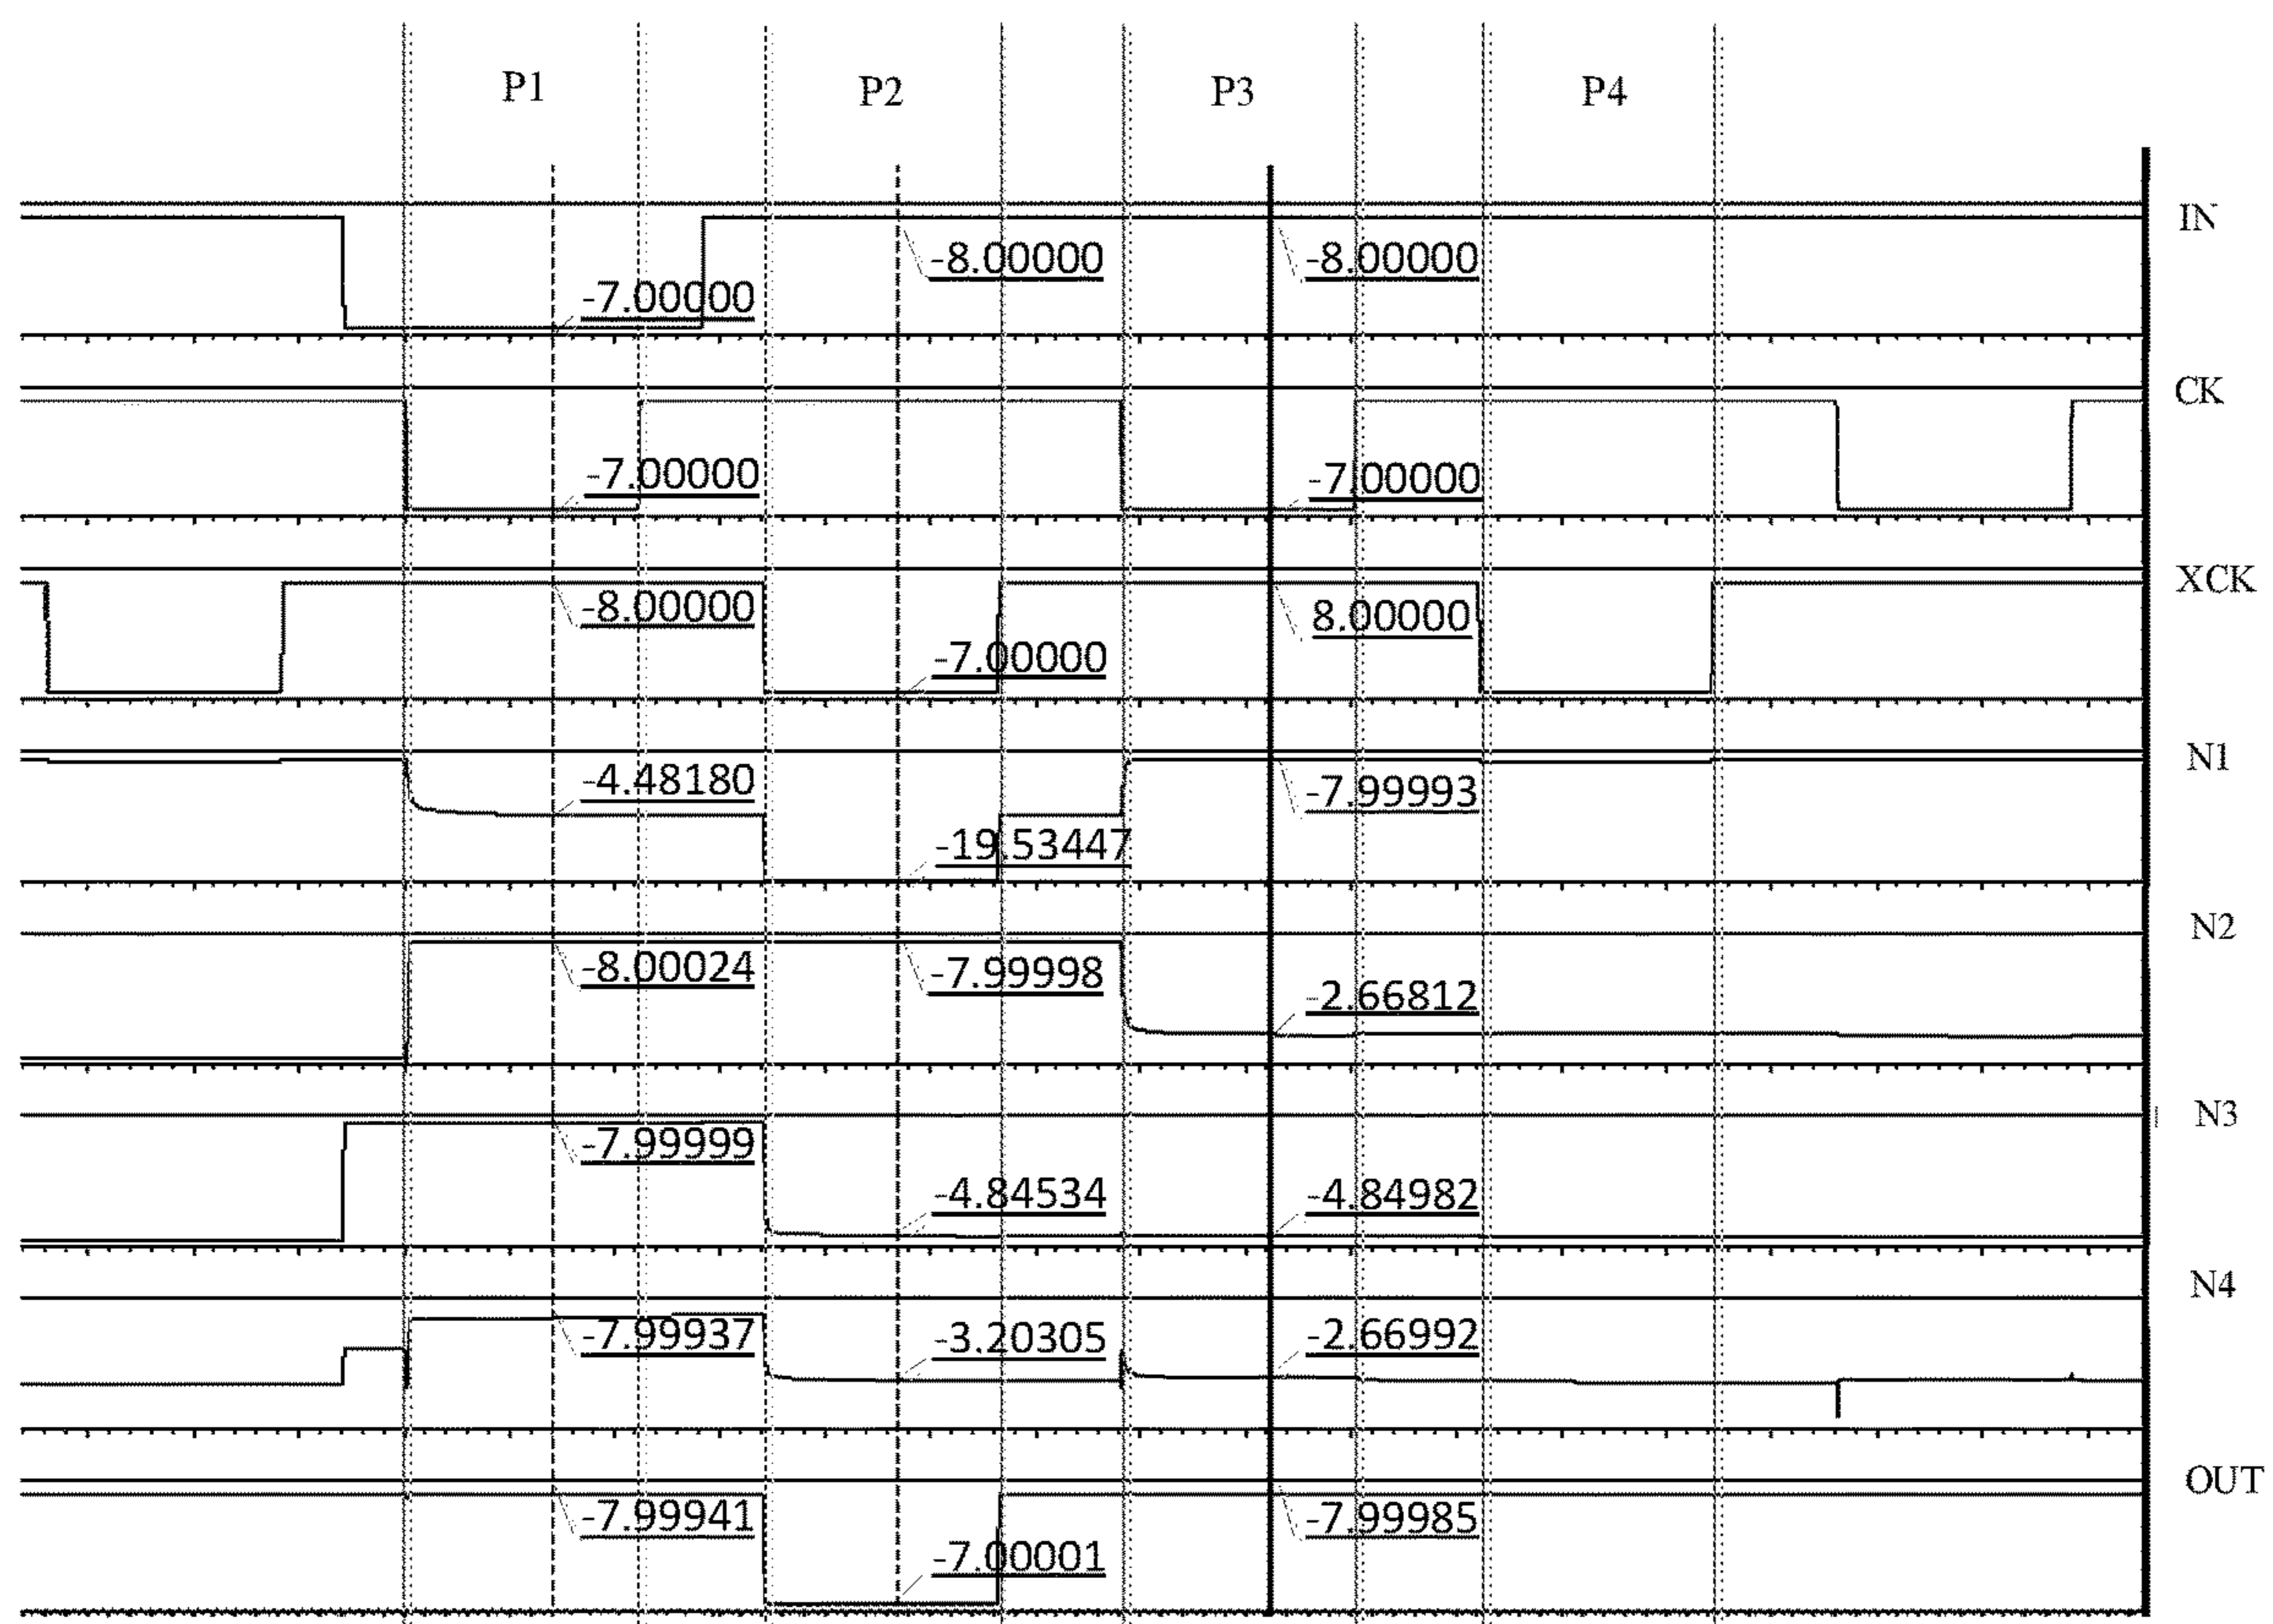 P1 P2 P3 P4
IN
-8.00000 -8.00000
-7.00000
CK
-7.00000 -7.00000
XCK
-8.00000 8.00000
-7.00000
N1
-4.48180 -7.99993
-19.53447
N2
-8.00024 -7.99998
-2.66812
N3
-7.99999
-4.84534 -4.84982
N4
-7.99937 -3.20305 -2.66992
OUT
-7.99941 -7.99985
-7.00001